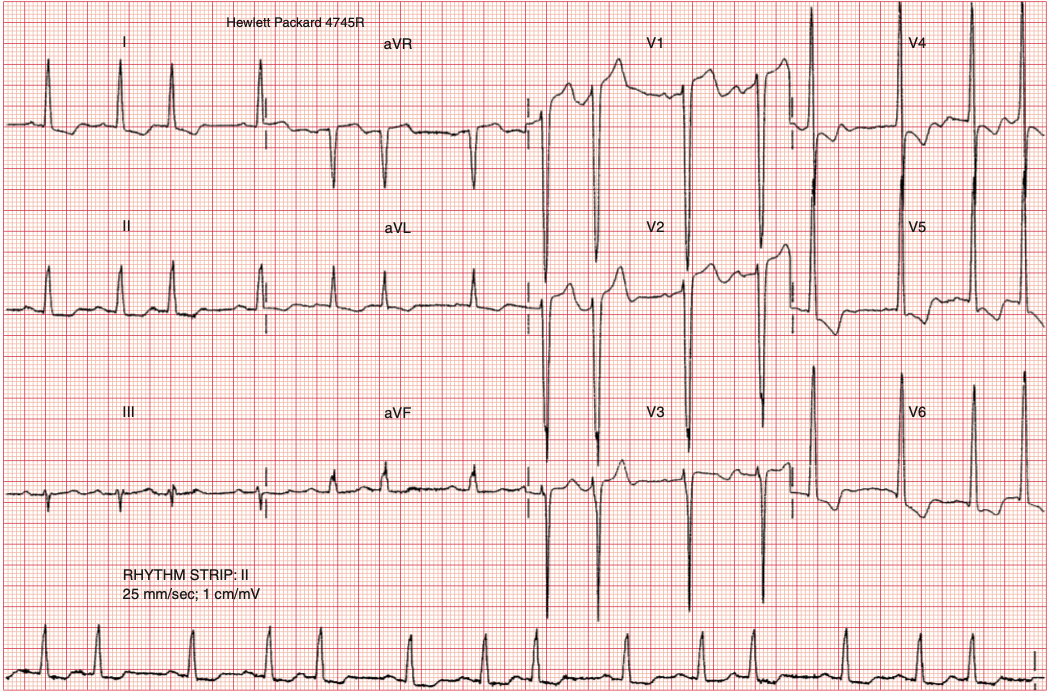 Hewlett Packard 4745R
I
aVR
V1
V4
II
aVL
V2
V5
III
aVF
V3
V6
RHYTHM STRIP: II
25 mm/sec; 1 cm/mV